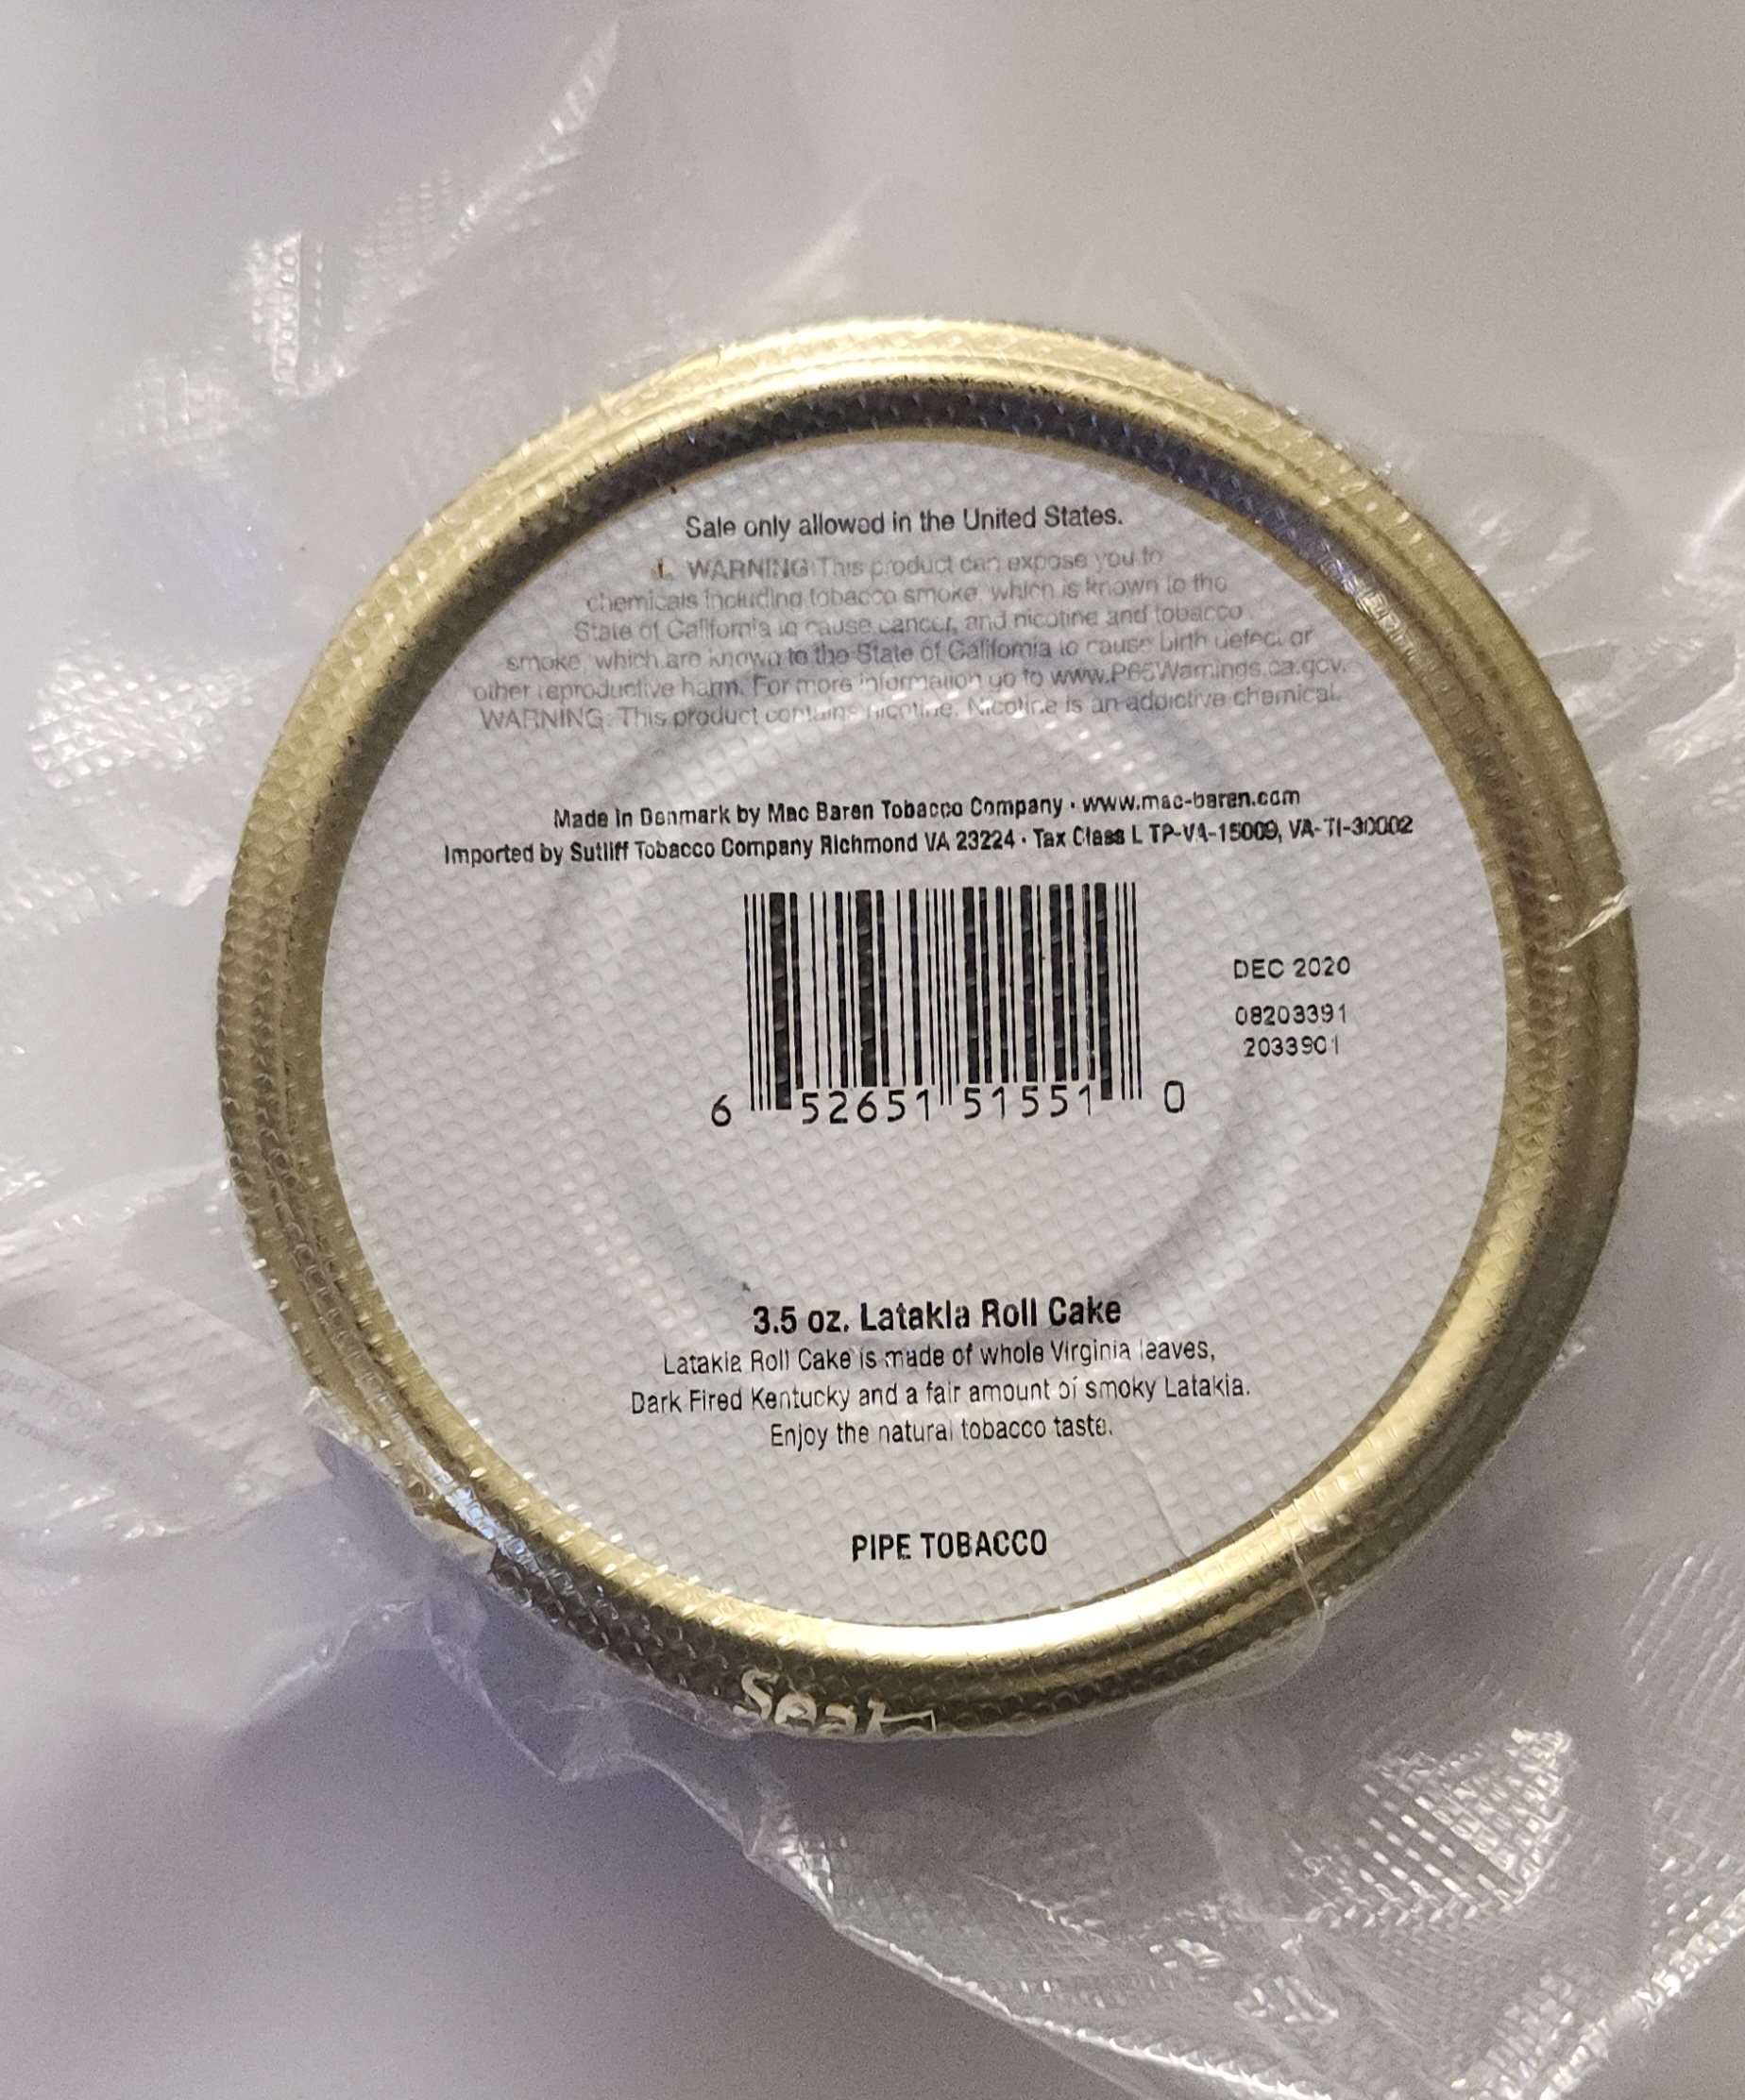 Sale only allowed in the United States.
WARNING: This product can expose you to
chemicals including tobacco smoke, which is known to the
State of California to cause cancer, and nicotine and tobacco
smoke, which are known to the State of California to cause birth defect or
other reproductive harm. For more information go to www.P65Warnings.ca.gov.
WARNING: This product contains nicotine. Nicotine is an addictive chemical.
Made in Denmark by Mac Baren Tobacco Company · www.mac-baren.com
Imported by Sutliff Tobacco Company Richmond VA 23224 · Tax Class L TP-VA-15009, VA-TI-30002
DEC 2020
08203391
2033901
6 52651 51551 0
3.5 oz. Latakia Roll Cake
Latakia Roll Cake is made of whole Virginia leaves,
Dark Fired Kentucky and a fair amount of smoky Latakia.
Enjoy the natural tobacco taste.
PIPE TOBACCO